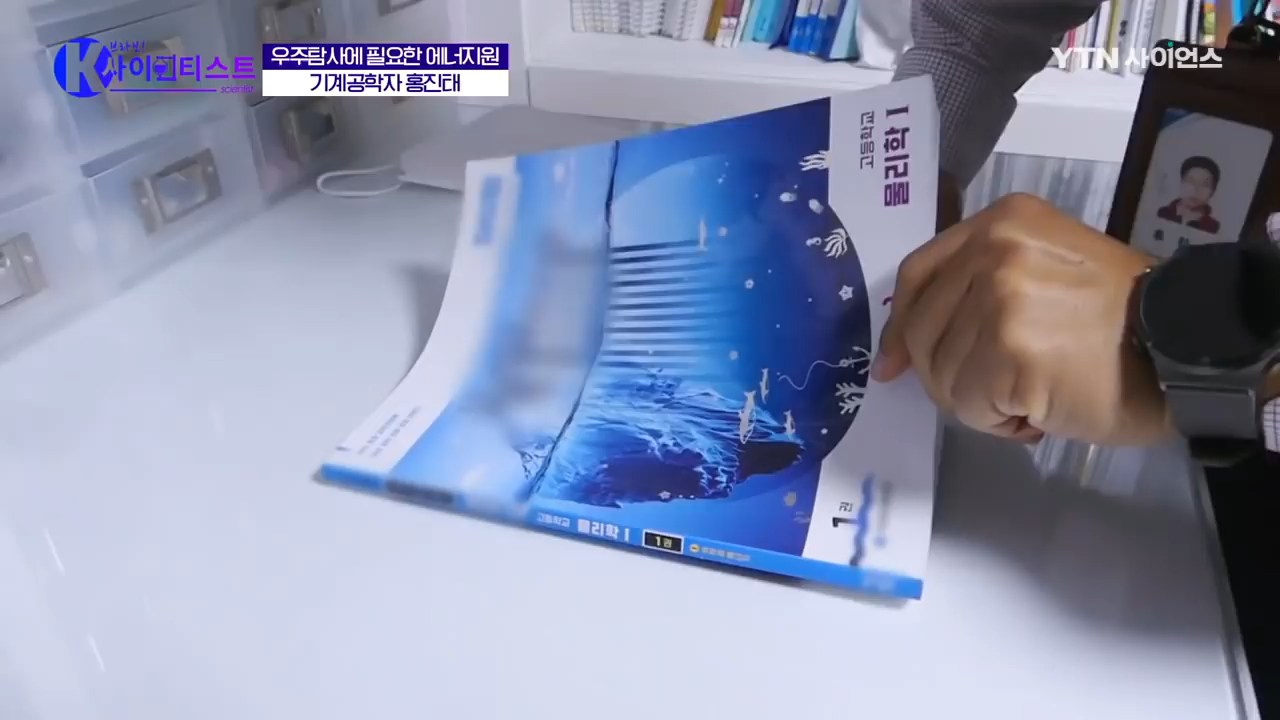 브라보!
K사이언티스트
scientist
우주탐사에 필요한 에너지원
기계공학자 홍진태
YTN 사이언스
고등학교
물리학 I
1권
고등학교 물리학 I 1권